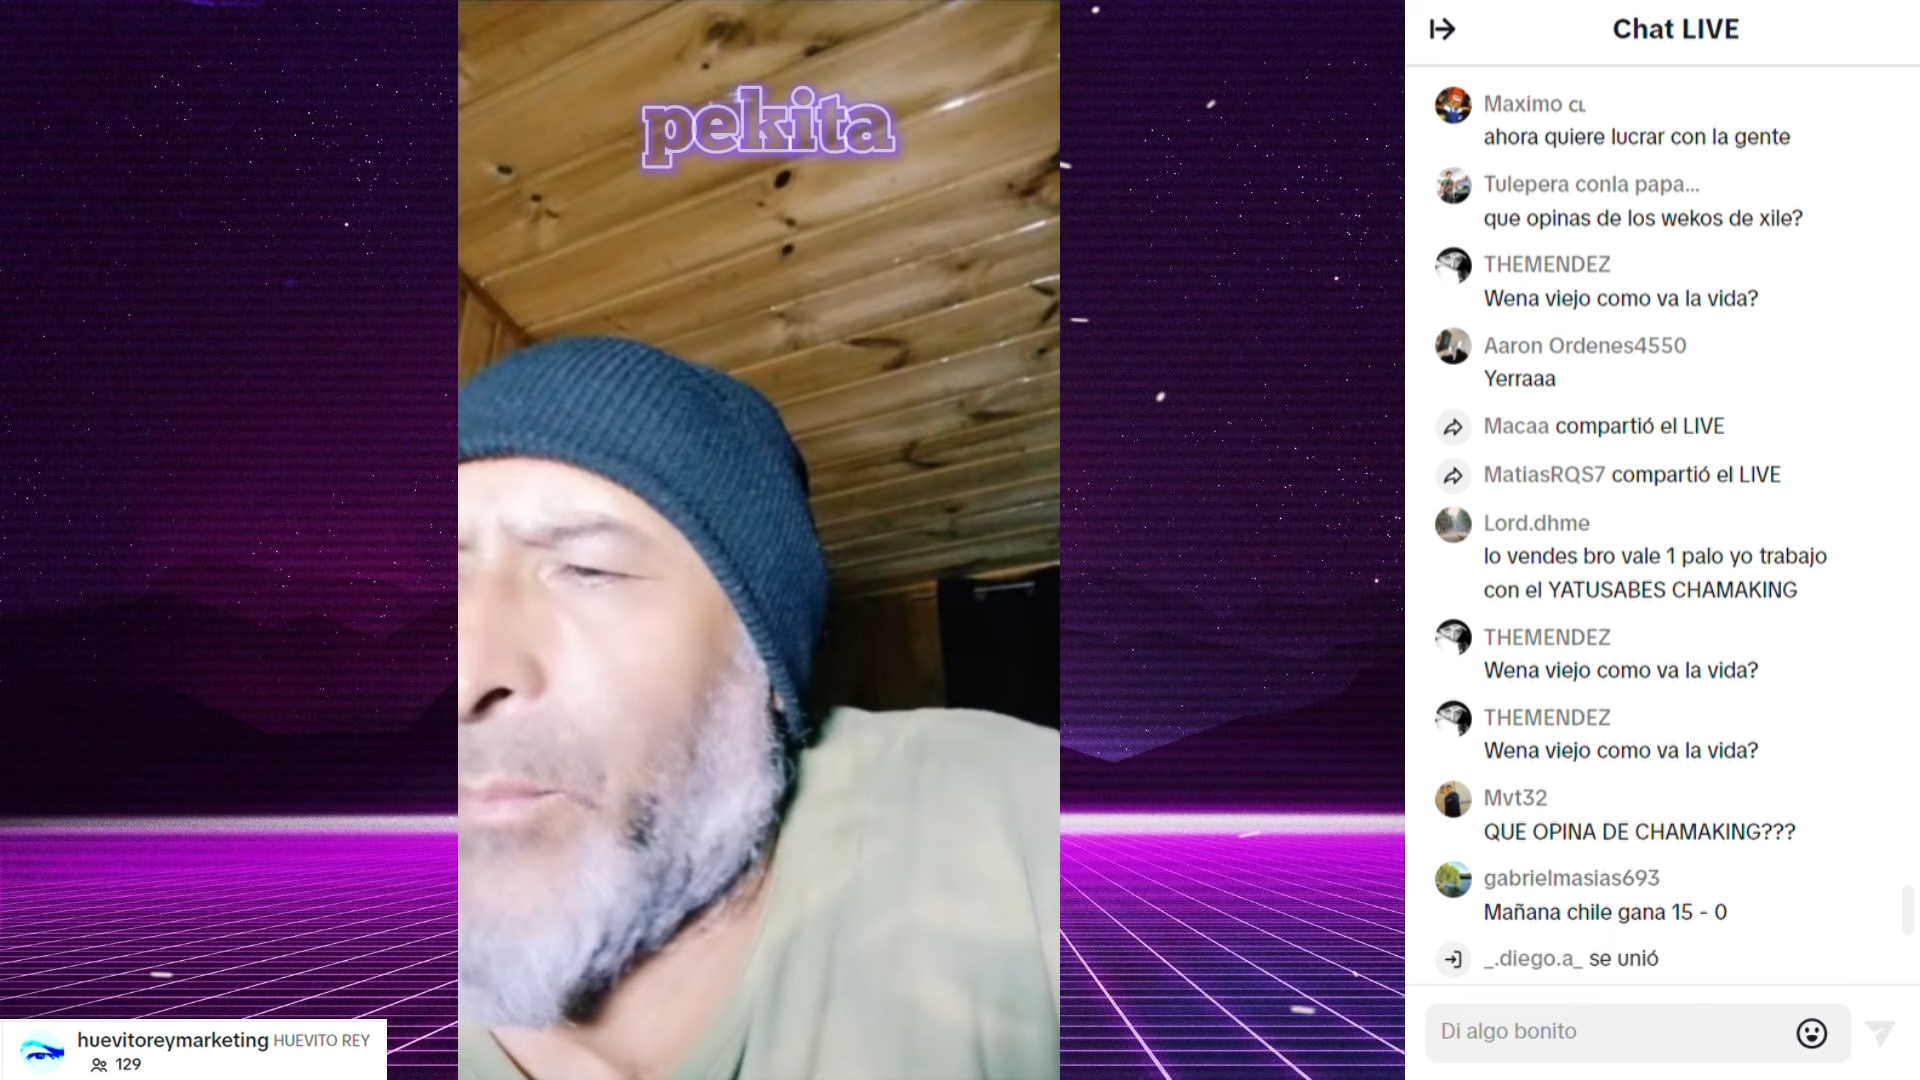 pekita
Chat LIVE
Maximo CL
ahora quiere lucrar con la gente
Tulepera conla papa...
que opinas de los wekos de xile?
THEMENDEZ
Wena viejo como va la vida?
Aaron Ordenes4550
Yerraaa
Macaa compartió el LIVE
MatiasRQS7 compartió el LIVE
Lord.dhme
lo vendes bro vale 1 palo yo trabajo
con el YATUSABES CHAMAKING
THEMENDEZ
Wena viejo como va la vida?
THEMENDEZ
Wena viejo como va la vida?
Mvt32
QUE OPINA DE CHAMAKING???
gabrielmasias693
Mañana chile gana 15 - 0
_.diego.a_ se unió
Di algo bonito
huevitoreymarketing HUEVITO REY
129